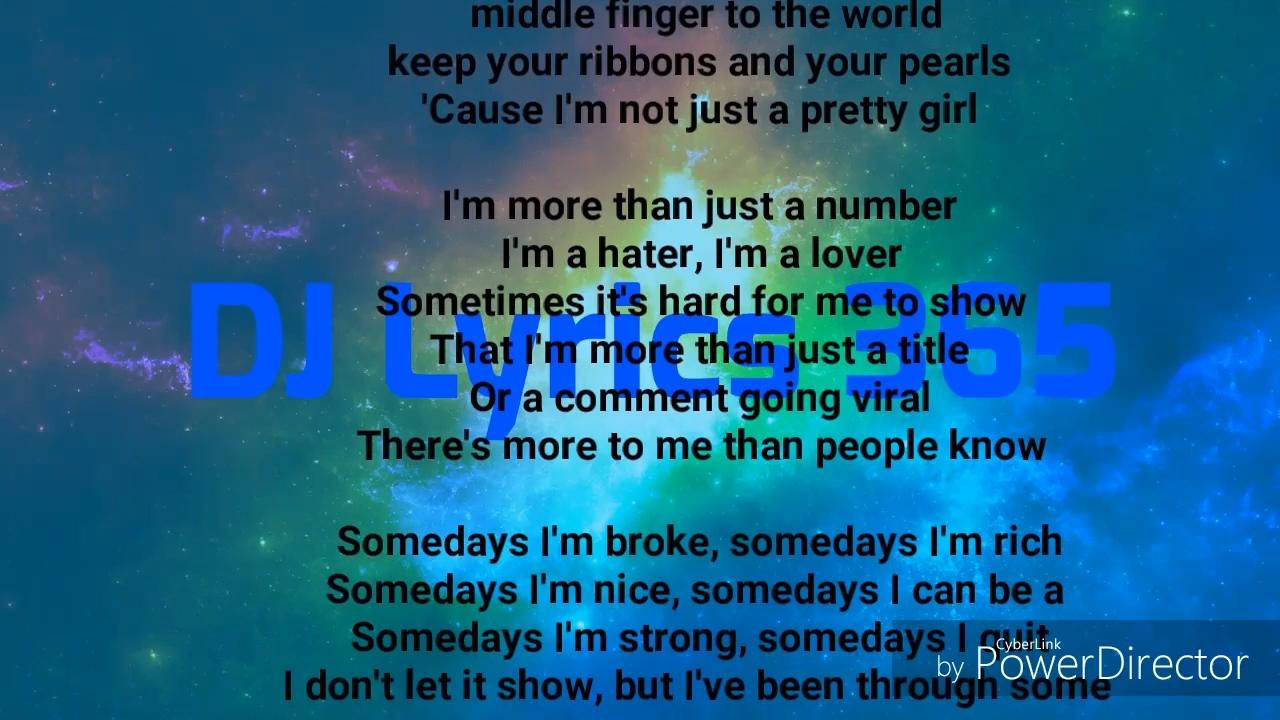 middle finger to the world
keep your ribbons and your pearls
'Cause I'm not just a pretty girl
I'm more than just a number
I'm a hater, I'm a lover
Sometimes it's hard for me to show
DJ Lyrics 365
That I'm more than just a title
Or a comment going viral
There's more to me than people know
Somedays I'm broke, somedays I'm rich
Somedays I'm nice, somedays I can be a
Somedays I'm strong, somedays I quit
I don't let it show, but I've been through some
CyberLink
by PowerDirector